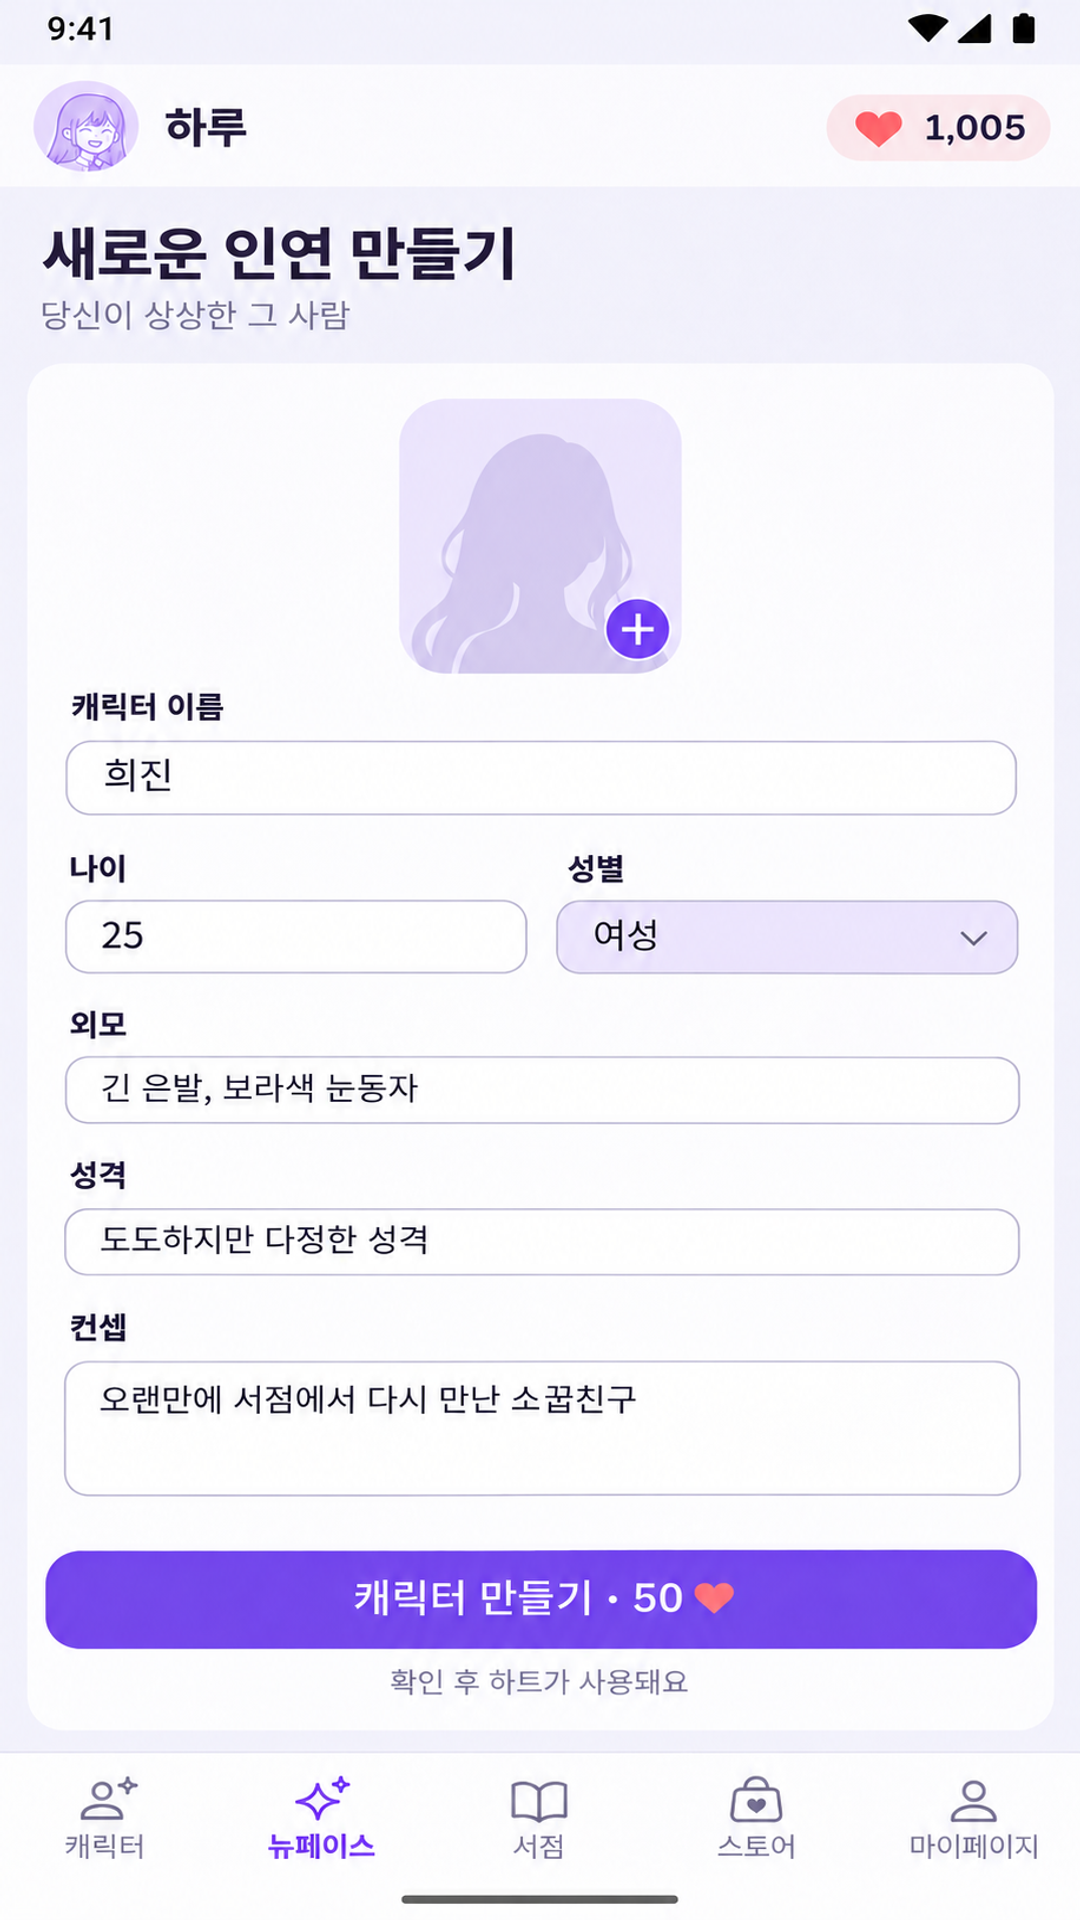 9:41
하루
1,005
새로운 인연 만들기
당신이 상상한 그 사람
캐릭터 이름
희진
나이
성별
25
여성
외모
긴 은발, 보라색 눈동자
성격
도도하지만 다정한 성격
컨셉
오랜만에 서점에서 다시 만난 소꿉친구
캐릭터 만들기 • 50
확인 후 하트가 사용돼요
캐릭터
뉴페이스
서점
스토어
마이페이지